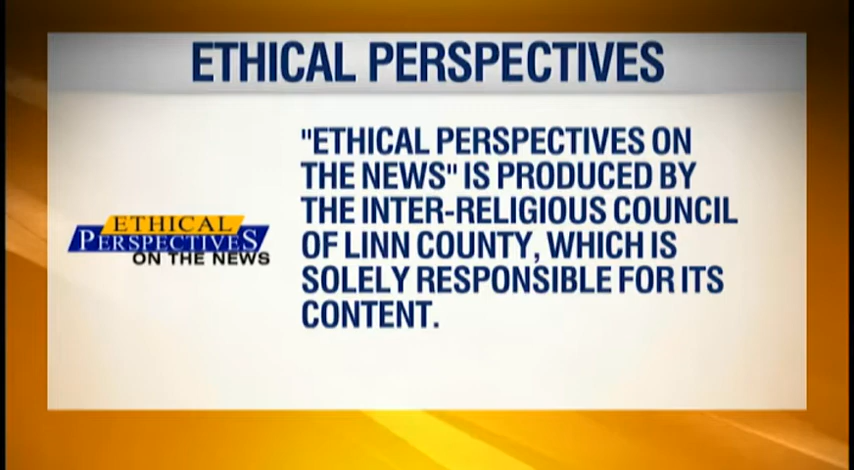 ETHICAL PERSPECTIVES
"ETHICAL PERSPECTIVES ON
THE NEWS" IS PRODUCED BY
THE INTER-RELIGIOUS COUNCIL
OF LINN COUNTY, WHICH IS
SOLELY RESPONSIBLE FOR ITS
CONTENT.
ETHICAL
PERSPECTIVES
ON THE NEWS